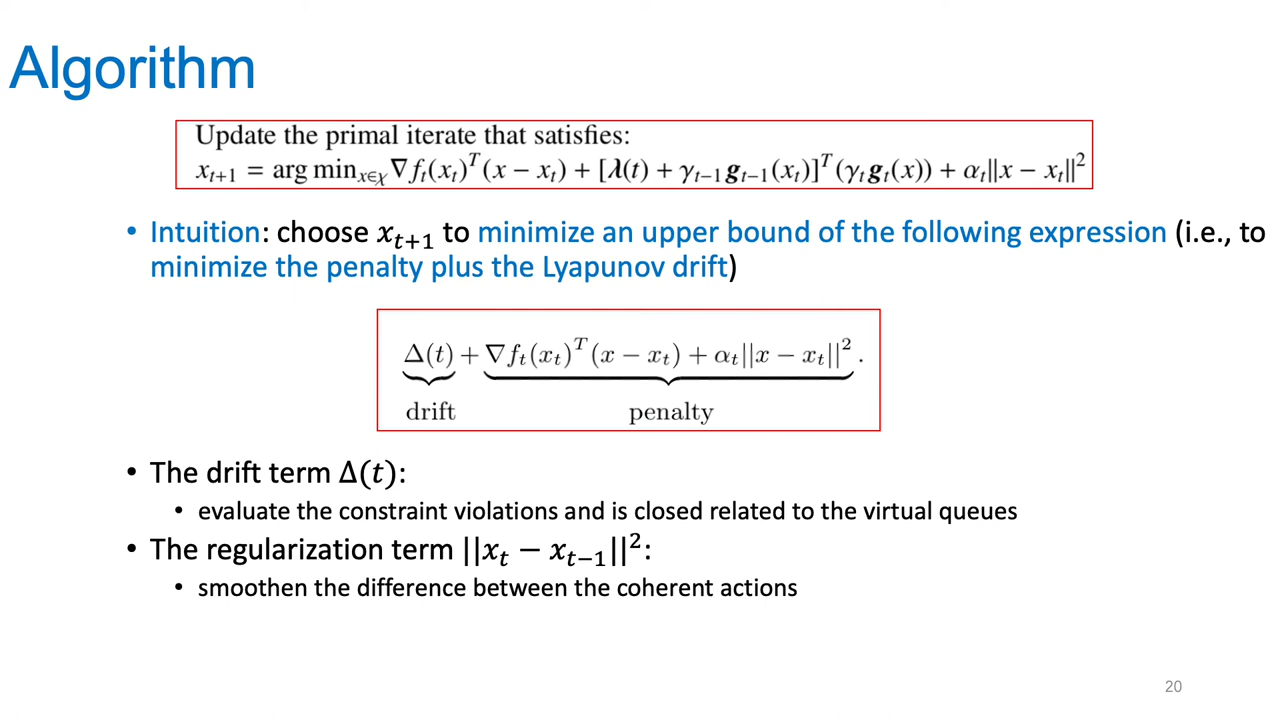 Algorithm
Update the primal iterate that satisfies:
x_{t+1} = arg min_{x∈χ} ∇f_t(x_t)^T(x − x_t) + [λ(t) + γ_{t−1}g_{t−1}(x_t)]^T(γ_t g_t(x)) + α_t||x − x_t||^2
• Intuition: choose x_{t+1} to minimize an upper bound of the following expression (i.e., to
minimize the penalty plus the Lyapunov drift)
Δ(t) + ∇f_t(x_t)^T(x − x_t) + α_t||x − x_t||^2 .
drift penalty
• The drift term Δ(t):
• evaluate the constraint violations and is closed related to the virtual queues
• The regularization term ||x_t − x_{t−1}||^2:
• smoothen the difference between the coherent actions
20